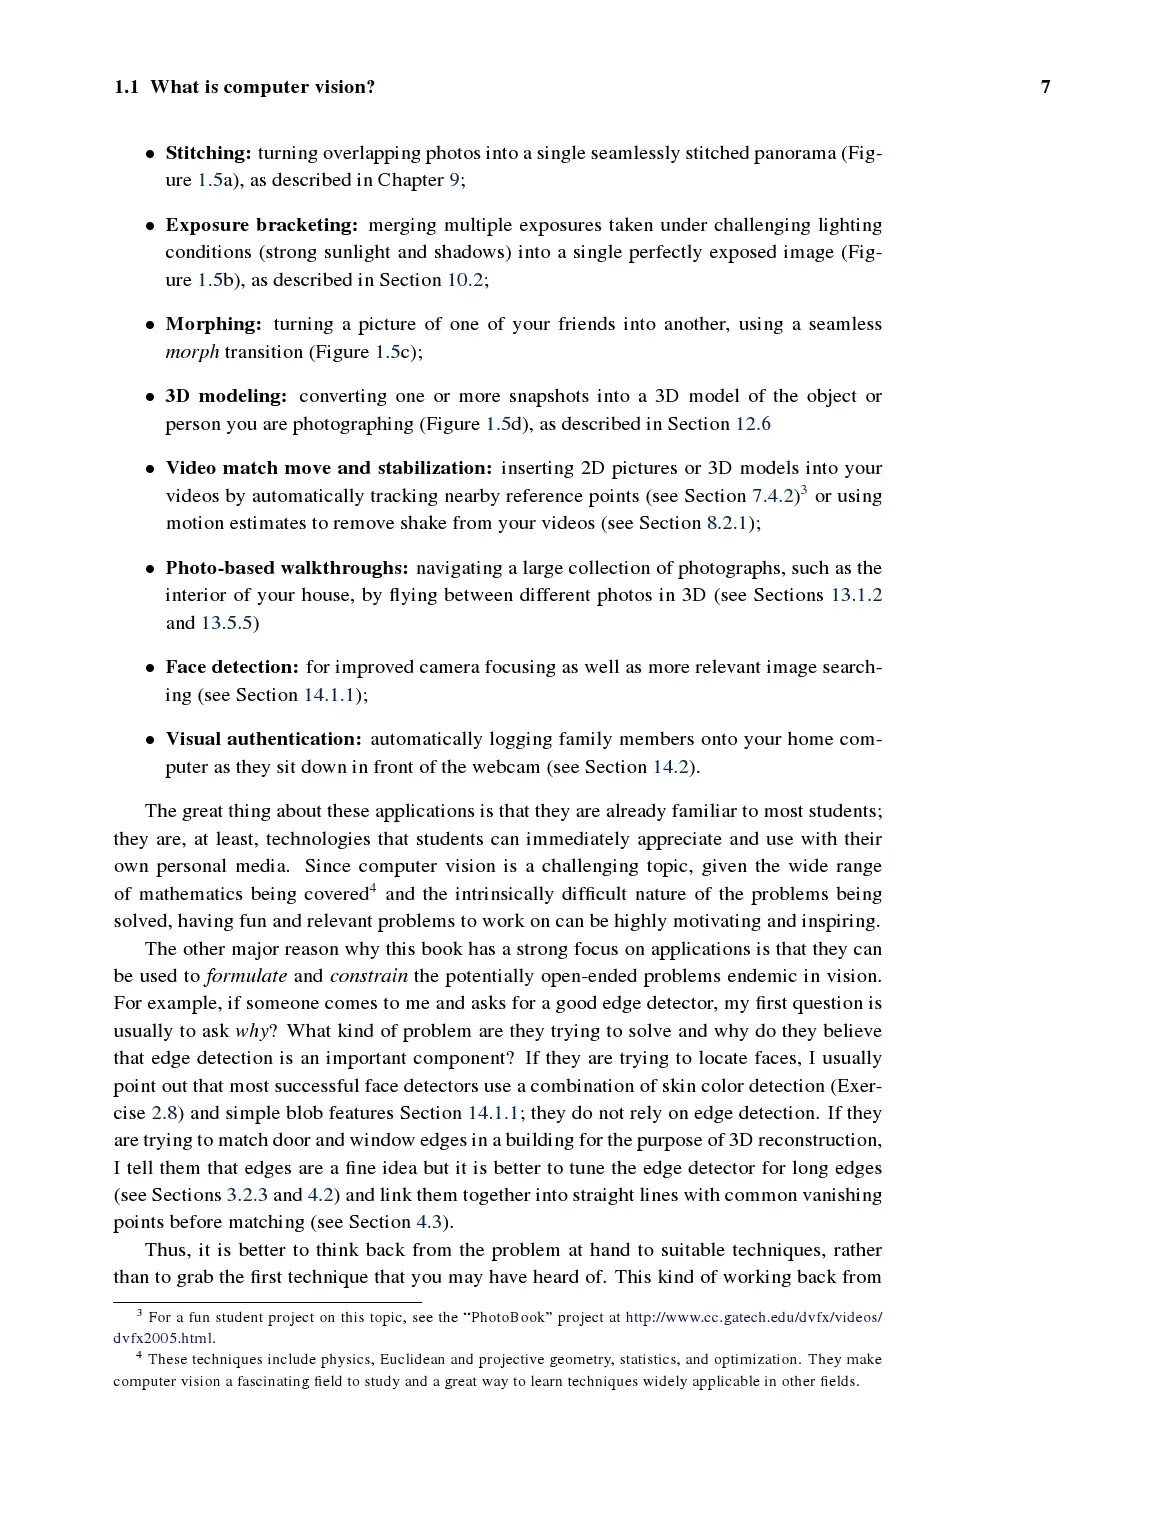 1.1 What is computer vision? 7
• Stitching: turning overlapping photos into a single seamlessly stitched panorama (Fig-
ure 1.5a), as described in Chapter 9;
• Exposure bracketing: merging multiple exposures taken under challenging lighting
conditions (strong sunlight and shadows) into a single perfectly exposed image (Fig-
ure 1.5b), as described in Section 10.2;
• Morphing: turning a picture of one of your friends into another, using a seamless
morph transition (Figure 1.5c);
• 3D modeling: converting one or more snapshots into a 3D model of the object or
person you are photographing (Figure 1.5d), as described in Section 12.6
• Video match move and stabilization: inserting 2D pictures or 3D models into your
videos by automatically tracking nearby reference points (see Section 7.4.2)3 or using
motion estimates to remove shake from your videos (see Section 8.2.1);
• Photo-based walkthroughs: navigating a large collection of photographs, such as the
interior of your house, by flying between different photos in 3D (see Sections 13.1.2
and 13.5.5)
• Face detection: for improved camera focusing as well as more relevant image search-
ing (see Section 14.1.1);
• Visual authentication: automatically logging family members onto your home com-
puter as they sit down in front of the webcam (see Section 14.2).
The great thing about these applications is that they are already familiar to most students;
they are, at least, technologies that students can immediately appreciate and use with their
own personal media. Since computer vision is a challenging topic, given the wide range
of mathematics being covered4 and the intrinsically difficult nature of the problems being
solved, having fun and relevant problems to work on can be highly motivating and inspiring.
The other major reason why this book has a strong focus on applications is that they can
be used to formulate and constrain the potentially open-ended problems endemic in vision.
For example, if someone comes to me and asks for a good edge detector, my first question is
usually to ask why? What kind of problem are they trying to solve and why do they believe
that edge detection is an important component? If they are trying to locate faces, I usually
point out that most successful face detectors use a combination of skin color detection (Exer-
cise 2.8) and simple blob features Section 14.1.1; they do not rely on edge detection. If they
are trying to match door and window edges in a building for the purpose of 3D reconstruction,
I tell them that edges are a fine idea but it is better to tune the edge detector for long edges
(see Sections 3.2.3 and 4.2) and link them together into straight lines with common vanishing
points before matching (see Section 4.3).
Thus, it is better to think back from the problem at hand to suitable techniques, rather
than to grab the first technique that you may have heard of. This kind of working back from
3 For a fun student project on this topic, see the “PhotoBook” project at http://www.cc.gatech.edu/dvfx/videos/
dvfx2005.html.
4 These techniques include physics, Euclidean and projective geometry, statistics, and optimization. They make
computer vision a fascinating field to study and a great way to learn techniques widely applicable in other fields.